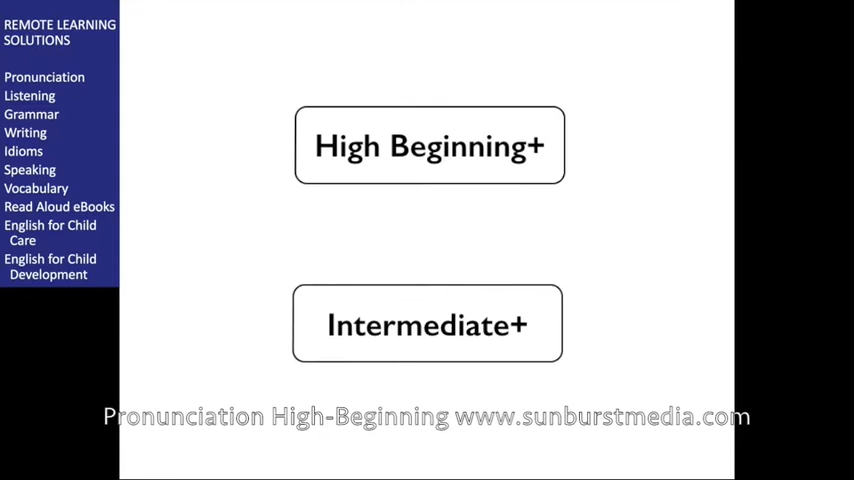 REMOTE LEARNING
SOLUTIONS
Pronunciation
Listening
Grammar
Writing
Idioms
Speaking
Vocabulary
Read Aloud eBooks
English for Child
Care
English for Child
Development
High Beginning+
Intermediate+
Pronunciation High-Beginning www.sunburstmedia.com